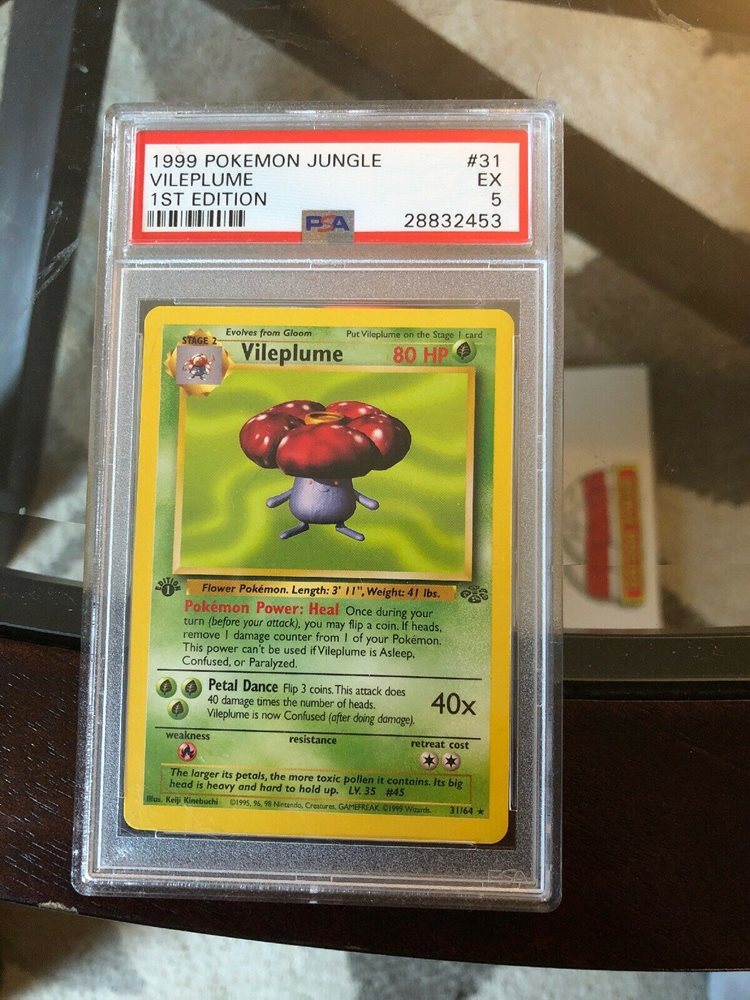 1999 POKEMON JUNGLE #31
VILEPLUME EX
1ST EDITION 5
PSA 28832453
Evolves from Gloom Put Vileplume on the Stage 1 card
STAGE 2 Vileplume 80 HP
EDITION
1
Flower Pokémon. Length: 3' 11", Weight: 41 lbs.
Pokémon Power: Heal Once during your
turn (before your attack), you may flip a coin. If heads,
remove 1 damage counter from 1 of your Pokémon.
This power can't be used if Vileplume is Asleep,
Confused, or Paralyzed.
Petal Dance Flip 3 coins. This attack does
40 damage times the number of heads.
Vileplume is now Confused (after doing damage).
40x
weakness resistance retreat cost
The larger its petals, the more toxic pollen it contains. Its big
head is heavy and hard to hold up. LV. 35 #45
Illus. Keiji Kinebuchi ©1995, 96, 98 Nintendo, Creatures, GAMEFREAK. ©1999 Wizards. 31/64 ★
PSA